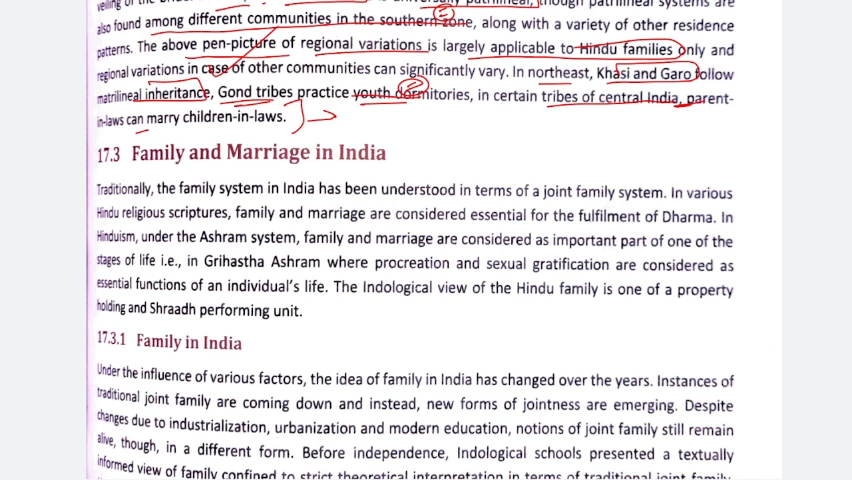 veiling of the
patrilineal, though patrilineal systems are
also found among different communities in the southern zone, along with a variety of other residence
patterns. The above pen-picture of regional variations is largely applicable to Hindu families only and
regional variations in case of other communities can significantly vary. In northeast, Khasi and Garo follow
matrilineal inheritance, Gond tribes practice youth dormitories, in certain tribes of central India, parent-
in-laws can marry children-in-laws.
17.3 Family and Marriage in India
Traditionally, the family system in India has been understood in terms of a joint family system. In various
Hindu religious scriptures, family and marriage are considered essential for the fulfilment of Dharma. In
Hinduism, under the Ashram system, family and marriage are considered as important part of one of the
stages of life i.e., in Grihastha Ashram where procreation and sexual gratification are considered as
essential functions of an individual's life. The Indological view of the Hindu family is one of a property
holding and Shraadh performing unit.
17.3.1 Family in India
Under the influence of various factors, the idea of family in India has changed over the years. Instances of
traditional joint family are coming down and instead, new forms of jointness are emerging. Despite
changes due to industrialization, urbanization and modern education, notions of joint family still remain
alive, though, in a different form. Before independence, Indological schools presented a textually
informed view of family confined to strict theoretical interpretation in terms of traditional joint family.